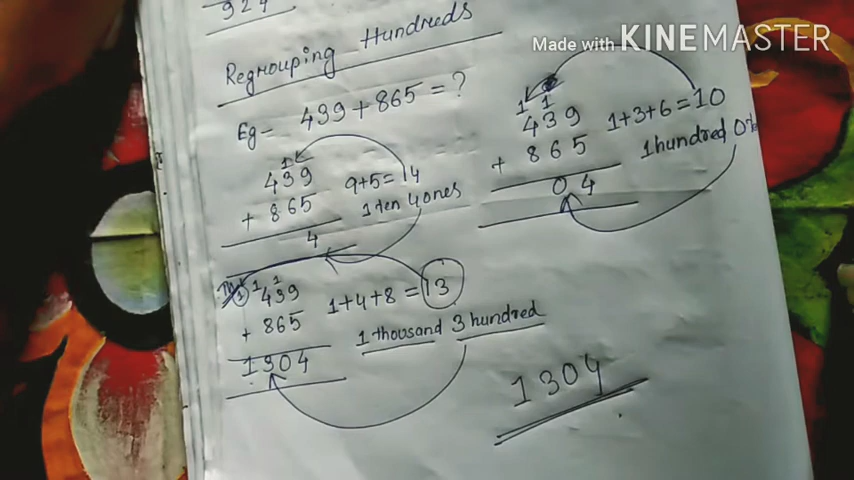 924
Regrouping Hundreds
Made with KINEMASTER
Eg- 439 + 865 = ?
1
439
+ 865
4
9+5= 14
1 ten 4 ones
1 1
439
+ 865
04
1+3+6=10
1 hundred
1 1
439
+ 865
1304
1+4+8 = 13
1 thousand 3 hundred
1304